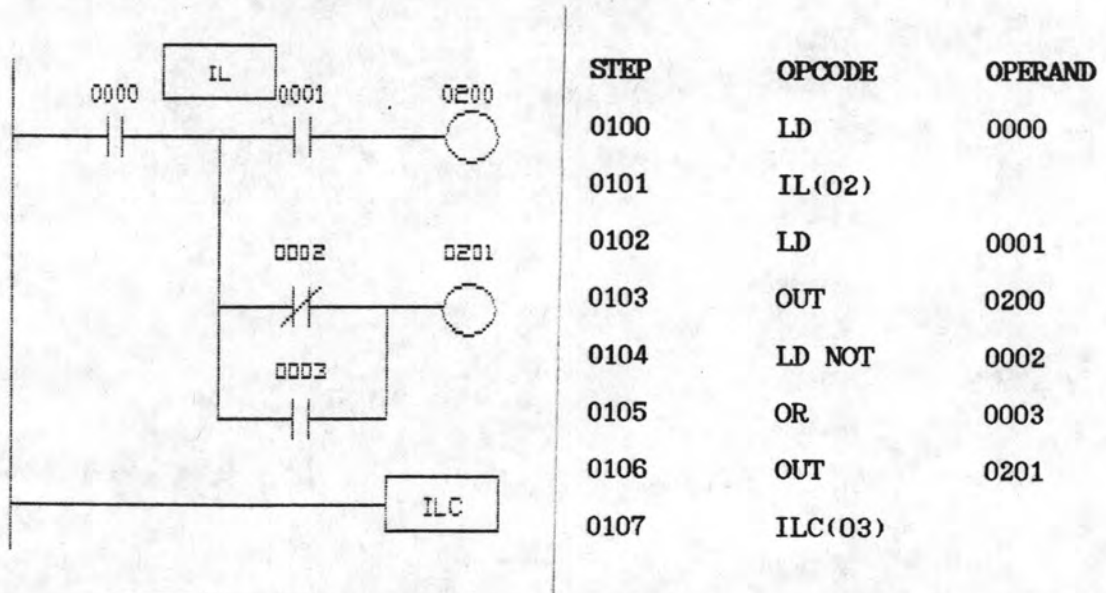 IL
0000 0001 0200
0002 0201
0003
ILC
STEP OPCODE OPERAND
0100 LD 0000
0101 IL(02)
0102 LD 0001
0103 OUT 0200
0104 LD NOT 0002
0105 OR 0003
0106 OUT 0201
0107 ILC(03)